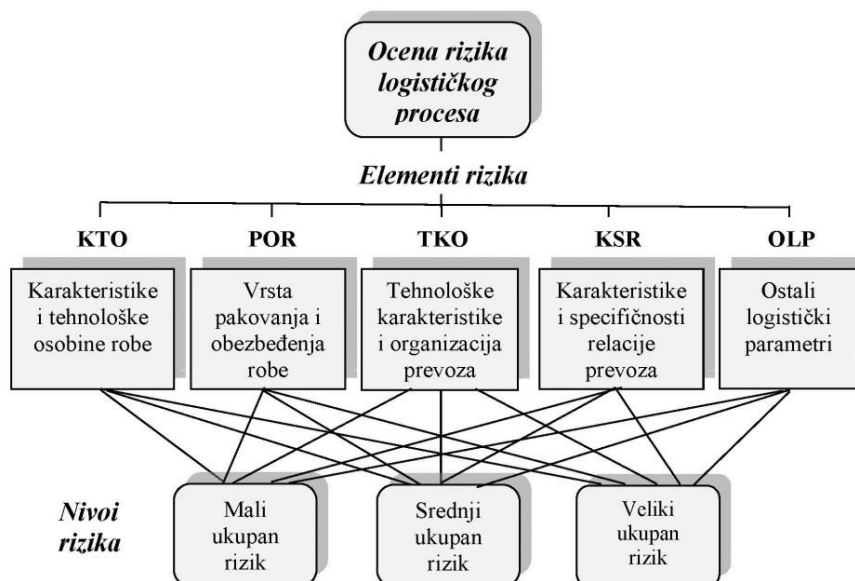 Ocena rizika
logističkog
procesa
Elementi rizika
KTO
POR
TKO
KSR
OLP
Karakteristike
i tehnološke
osobine robe
Vrsta
pakovanja i
obezbeđenja
robe
Tehnološke
karakteristike
i organizacija
prevoza
Karakteristike
i specifičnosti
relacije
prevoza
Ostali
logistički
parametri
Nivoi
rizika
Mali
ukupan
rizik
Srednji
ukupan
rizik
Veliki
ukupan
rizik